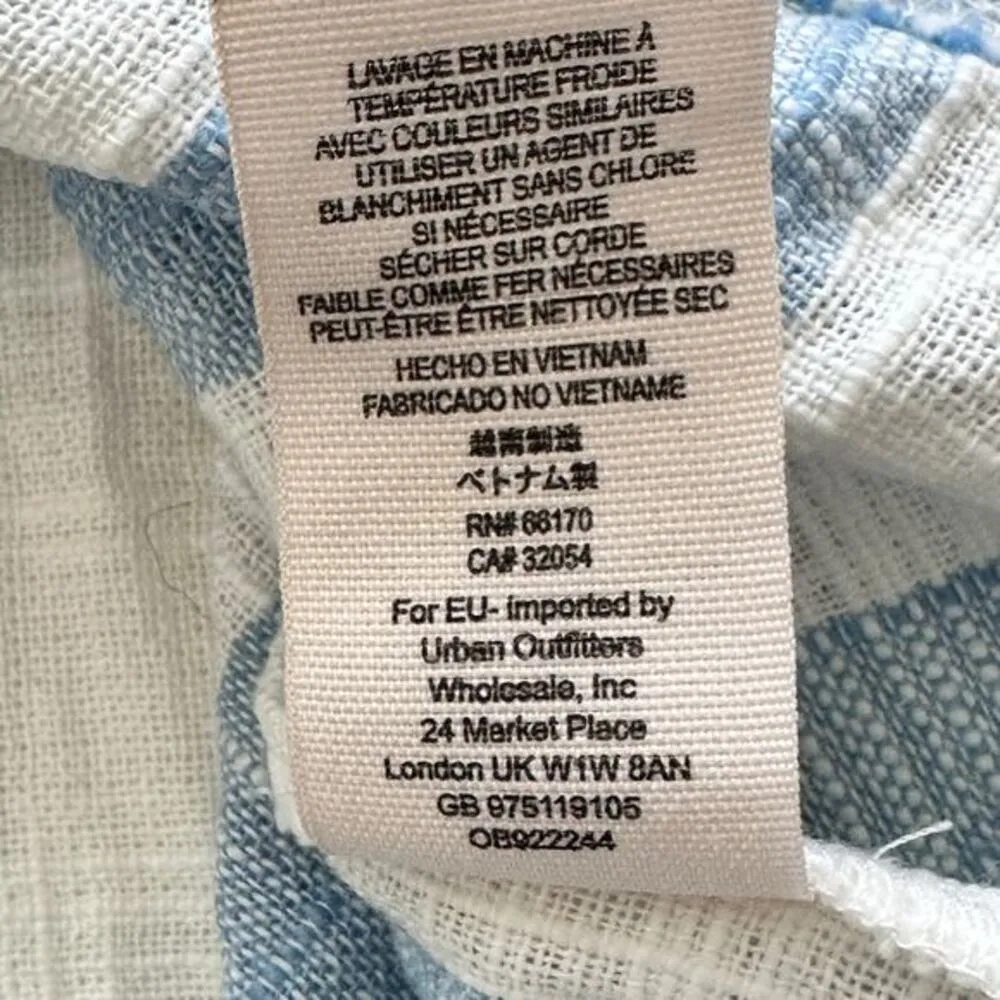 LAVAGE EN MACHINE À
TEMPÉRATURE FROIDE
AVEC COULEURS SIMILAIRES
UTILISER UN AGENT DE
BLANCHIMENT SANS CHLORE
SI NÉCESSAIRE
SÉCHER SUR CORDE
FAIBLE COMME FER NÉCESSAIRES
PEUT-ÊTRE ÊTRE NETTOYÉE SEC
HECHO EN VIETNAM
FABRICADO NO VIETNAME
越南制造
ベトナム製
RN# 66170
CA# 32054
For EU- imported by
Urban Outfitters
Wholesale, Inc
24 Market Place
London UK W1W 8AN
GB 975119105
OB922244